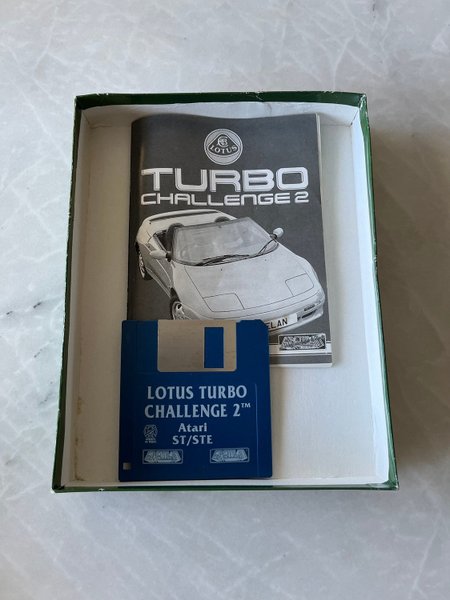 LOTUS
TURBO
CHALLENGE 2
ELAN
LOTUS TURBO
CHALLENGE 2™
Atari
ST/STE